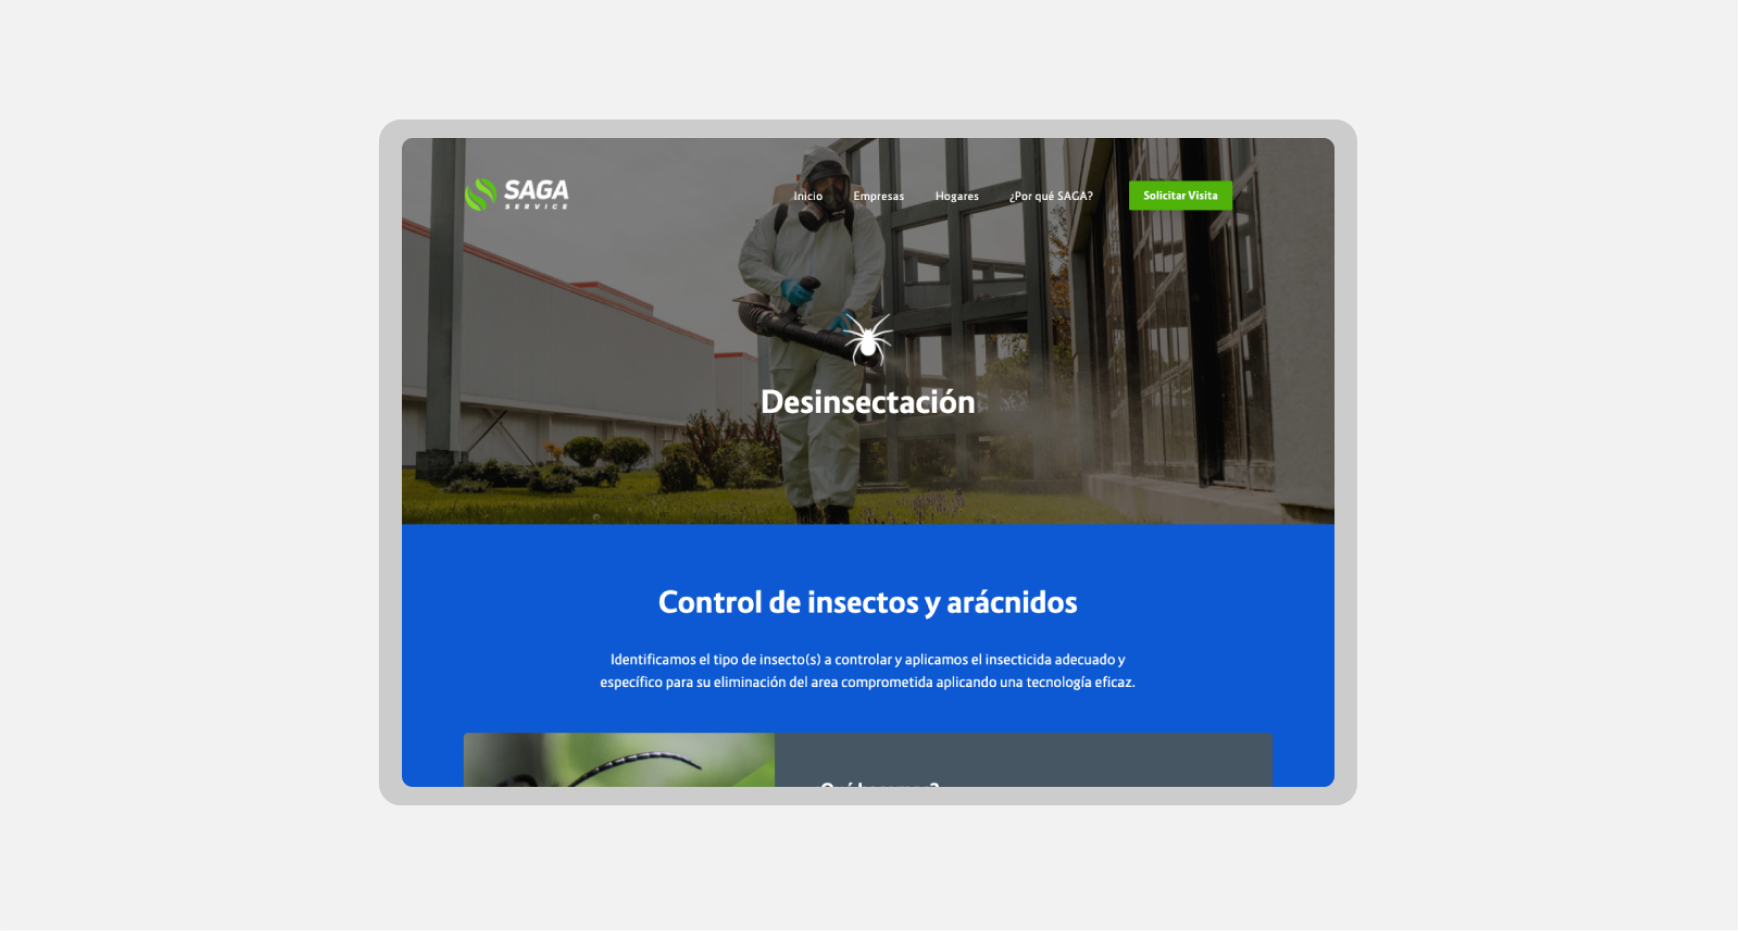 SAGA
SERVICE
Inicio
Empresas
Hogares
¿Por qué SAGA?
Solicitar Visita
Desinsectación
Control de insectos y arácnidos
Identificamos el tipo de insecto(s) a controlar y aplicamos el insecticida adecuado y
específico para su eliminación del area comprometida aplicando una tecnología eficaz.